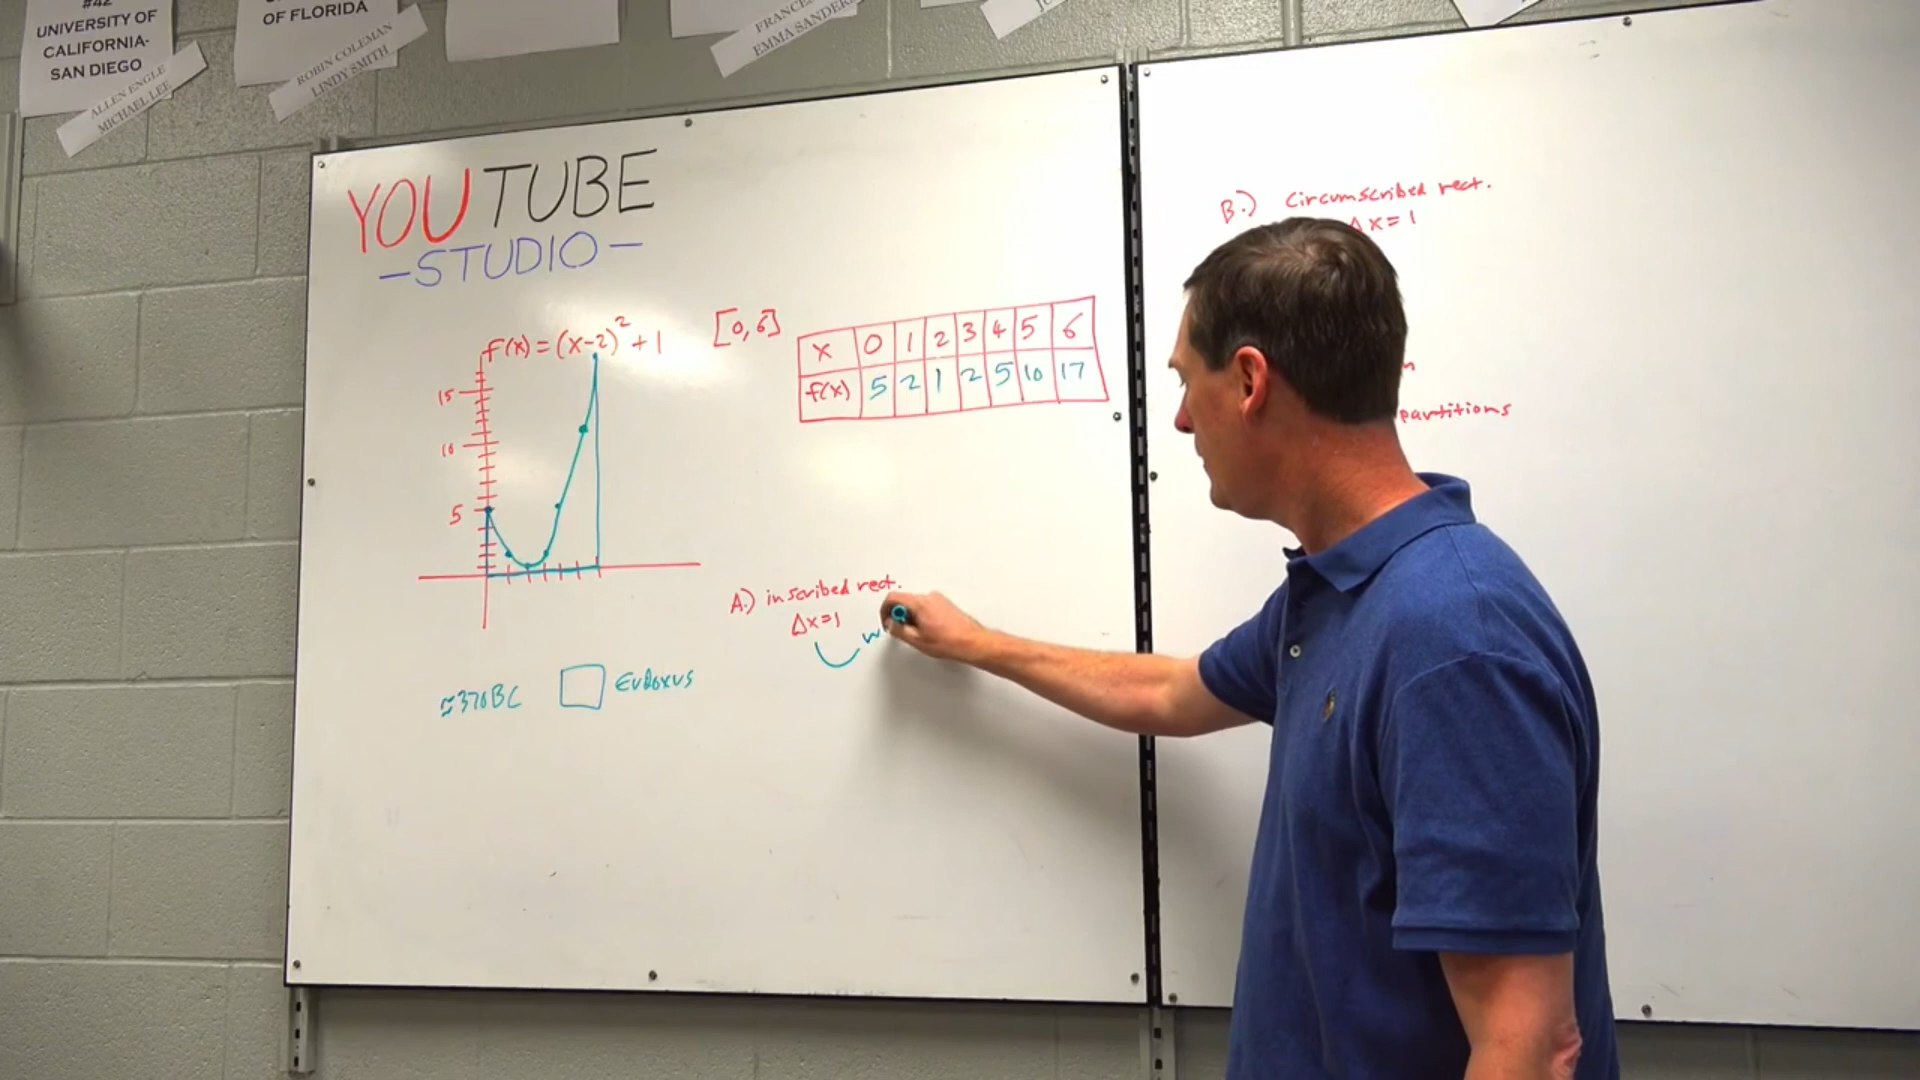 #42
UNIVERSITY OF
CALIFORNIA-
SAN DIEGO
ALLEN ENGLE
MICHAEL LEE
OF FLORIDA
ROBIN COLEMAN
LINDY SMITH
EMMA SANDERS
YOUTUBE
-STUDIO-
f(x) = (x-2)² + 1
[0,6]
x 0 1 2 3 4 5 6
f(x) 5 2 1 2 5 10 17
15
10
5
A.) inscribed rect.
Δx=1
w
≈370BC
EUDOXUS
B.) Circumscribed rect.
Δx=1
partitions